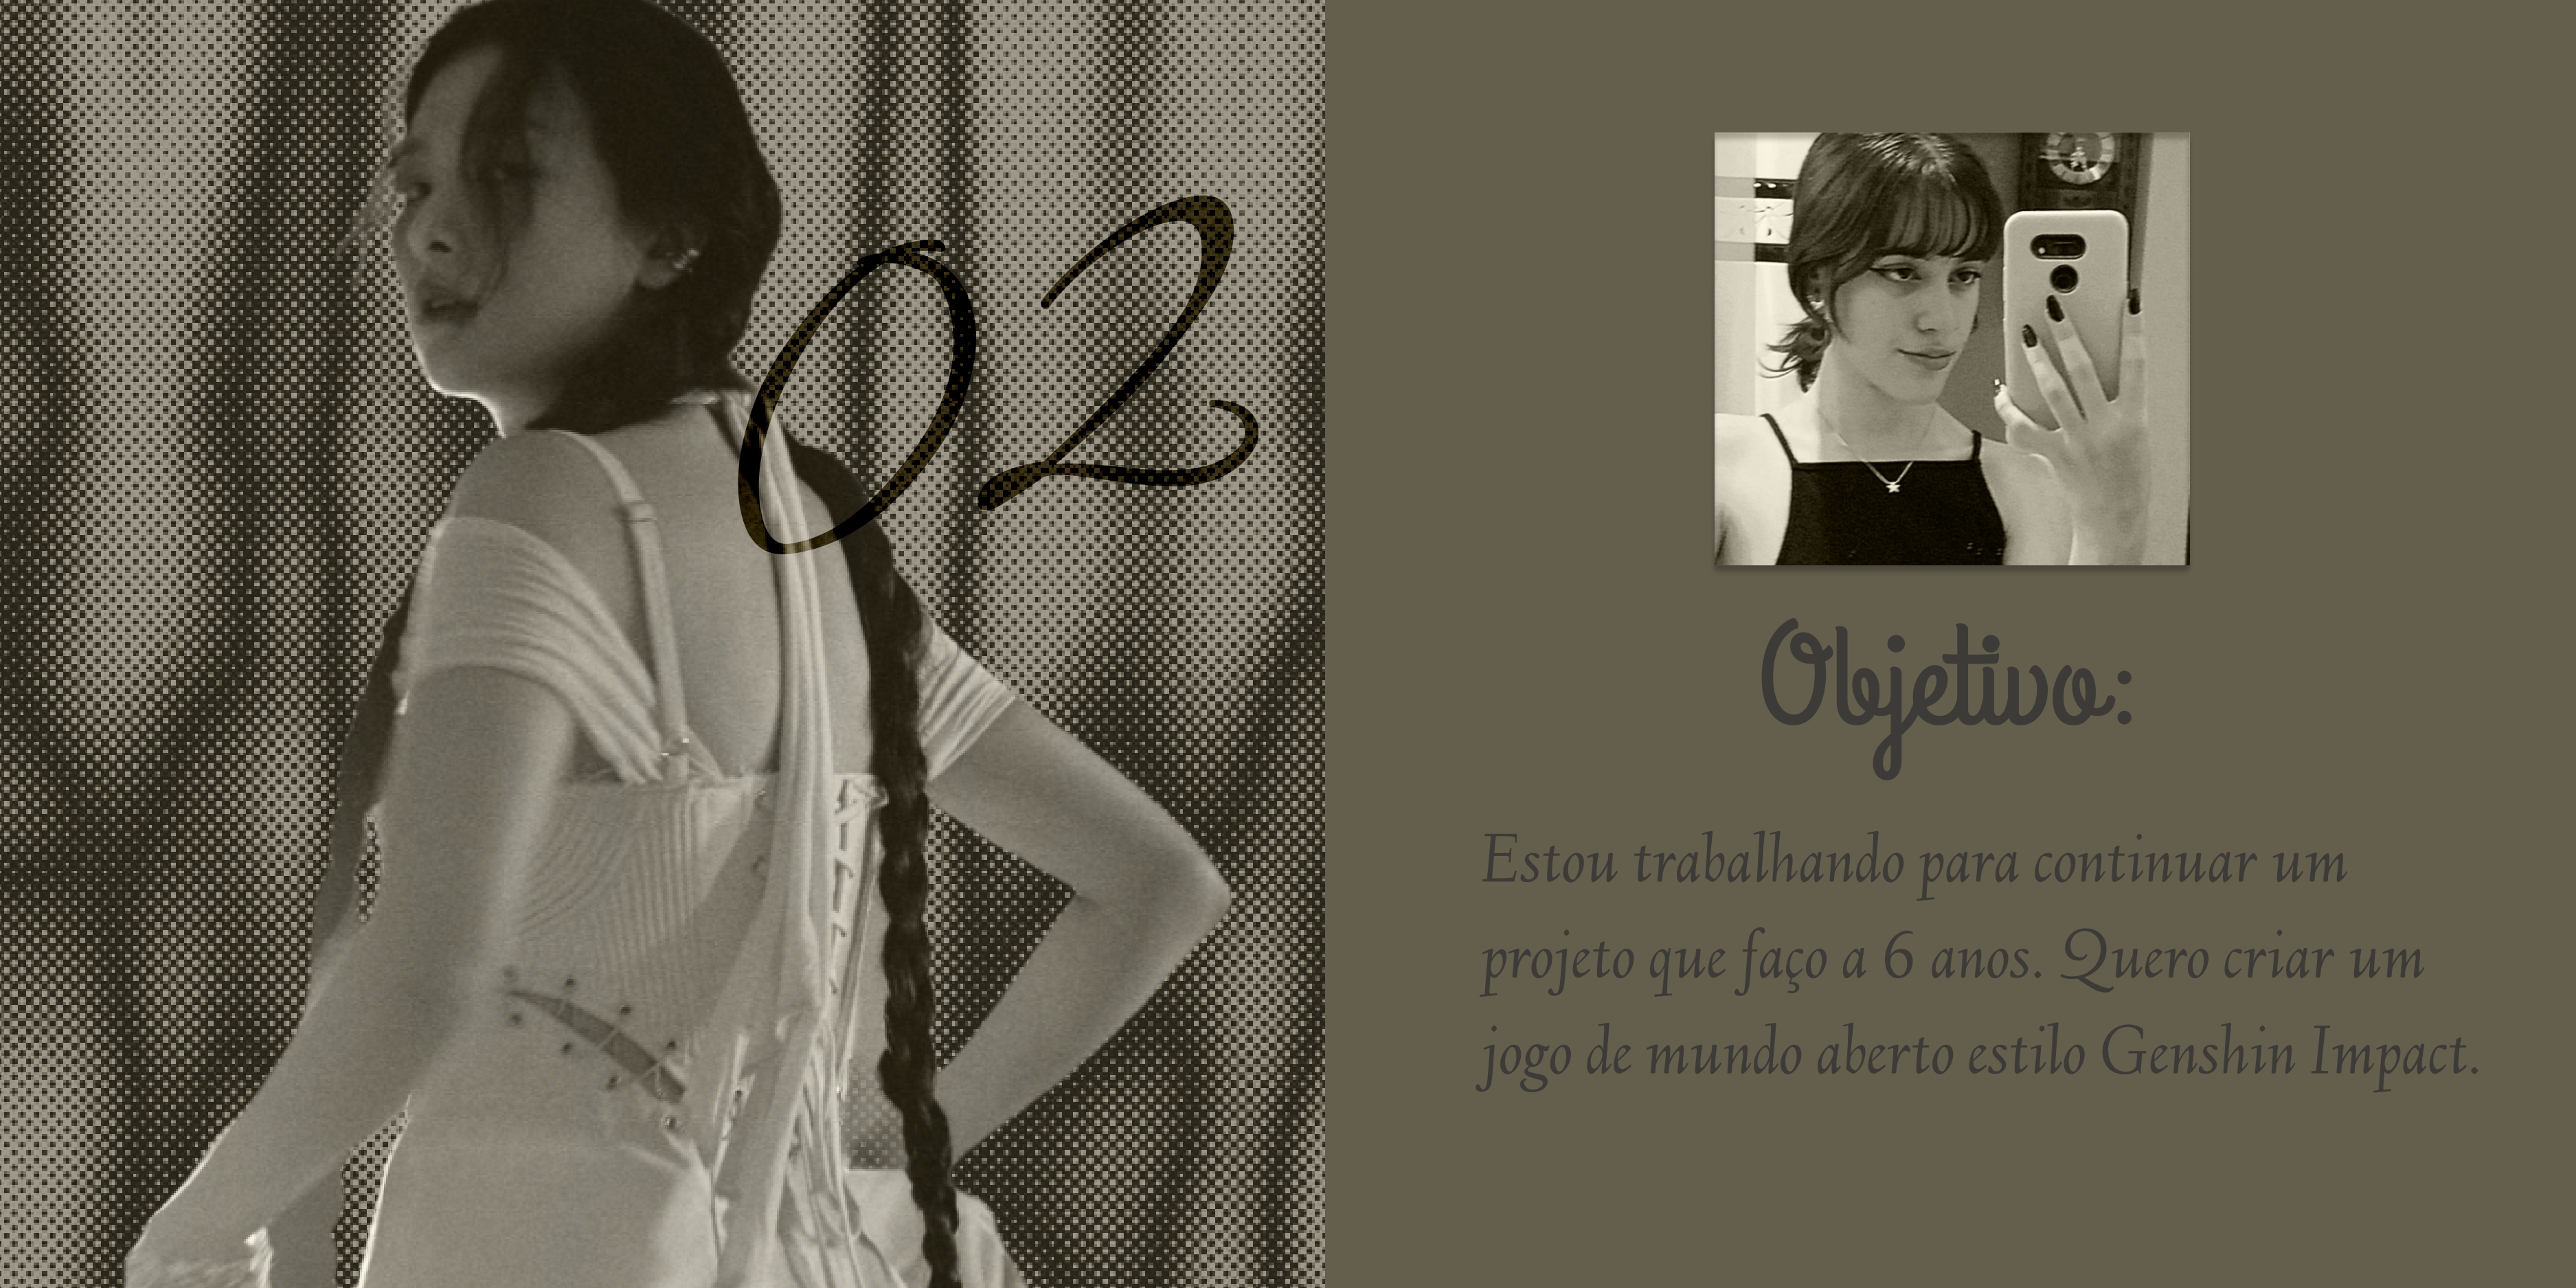 02
Objetivo:
Estou trabalhando para continuar um
projeto que faço a 6 anos. Quero criar um
jogo de mundo aberto estilo Genshin Impact.